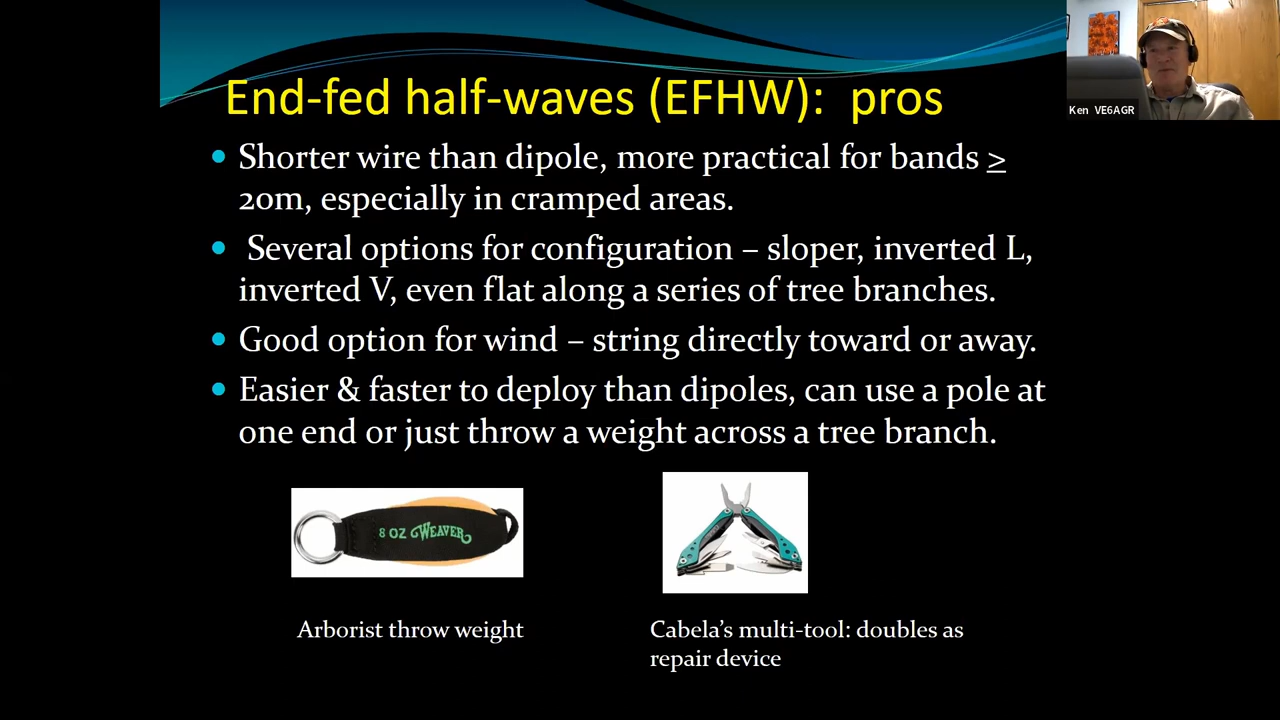 End-fed half-waves (EFHW): pros
Ken VE6AGR
Shorter wire than dipole, more practical for bands ≥
20m, especially in cramped areas.
Several options for configuration – sloper, inverted L,
inverted V, even flat along a series of tree branches.
Good option for wind – string directly toward or away.
Easier & faster to deploy than dipoles, can use a pole at
one end or just throw a weight across a tree branch.
8 OZ WEAVER
Arborist throw weight
Cabela's multi-tool: doubles as
repair device